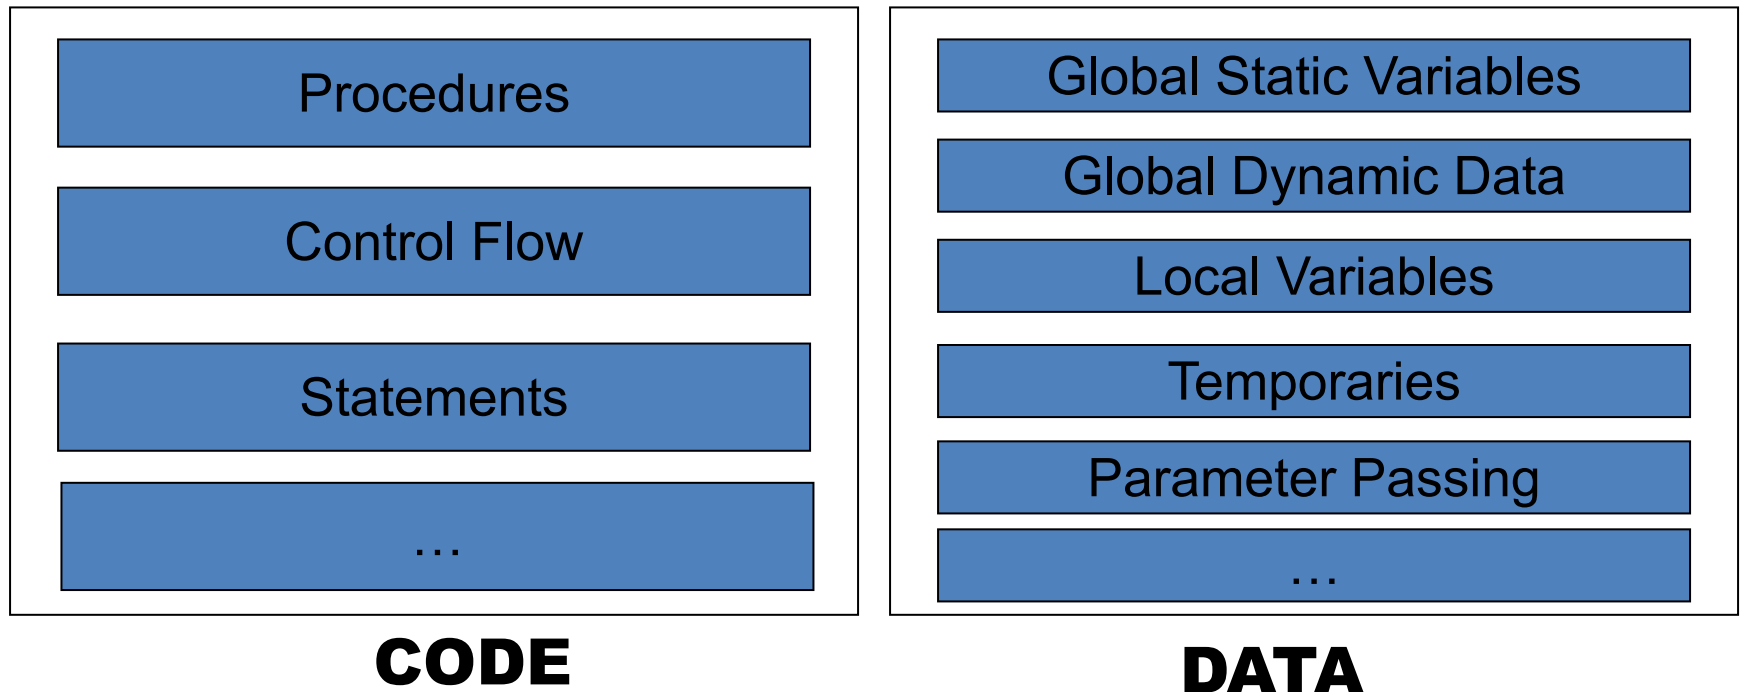 Procedures
Control Flow
Statements
…
CODE
Global Static Variables
Global Dynamic Data
Local Variables
Temporaries
Parameter Passing
…
DATA